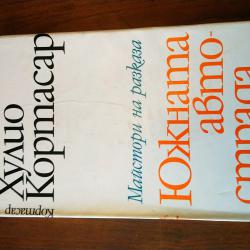 Хулио
Кортасар
Майстори на разказа
Южната
авто-
страда
Кортасар